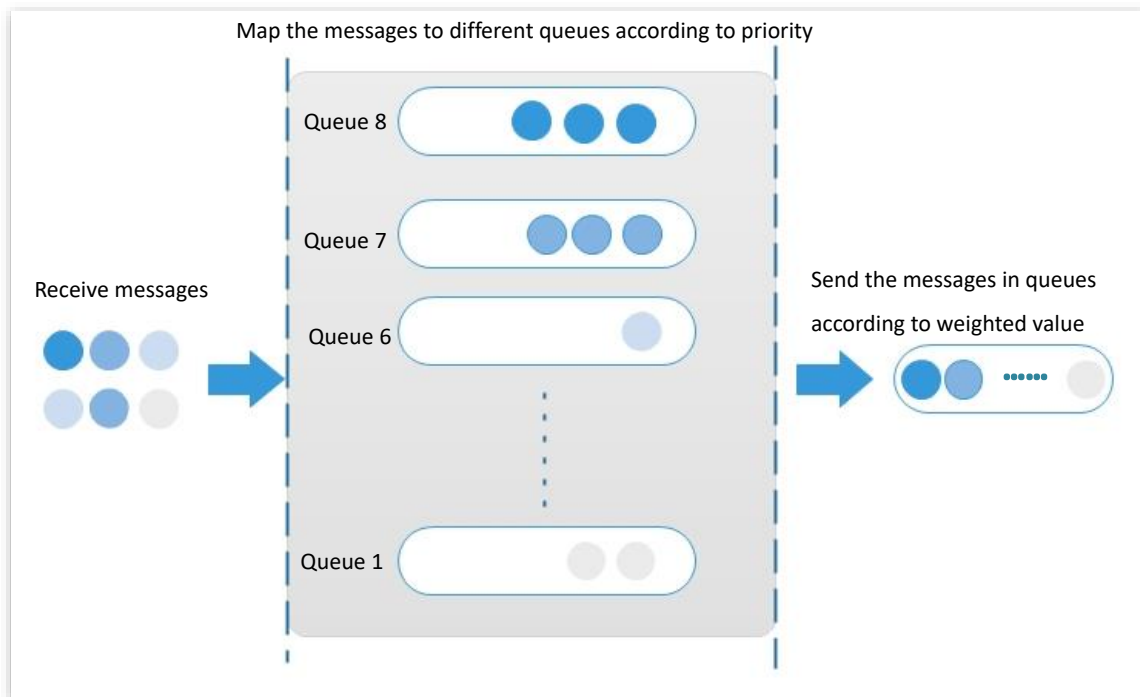 Map the messages to different queues according to priority
Queue 8
Queue 7
Receive messages
Queue 6
Send the messages in queues
according to weighted value
Queue 1